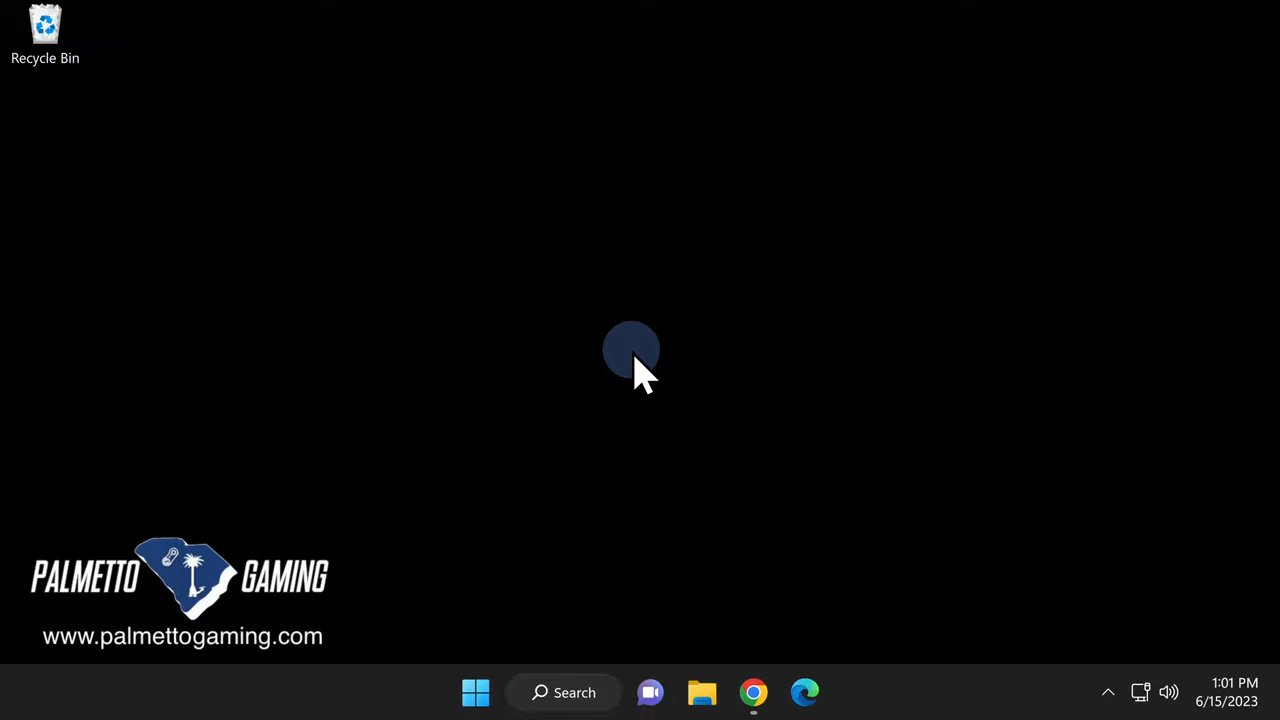 Recycle Bin
PALMETTO GAMING
www.palmettogaming.com
Search
1:01 PM
6/15/2023